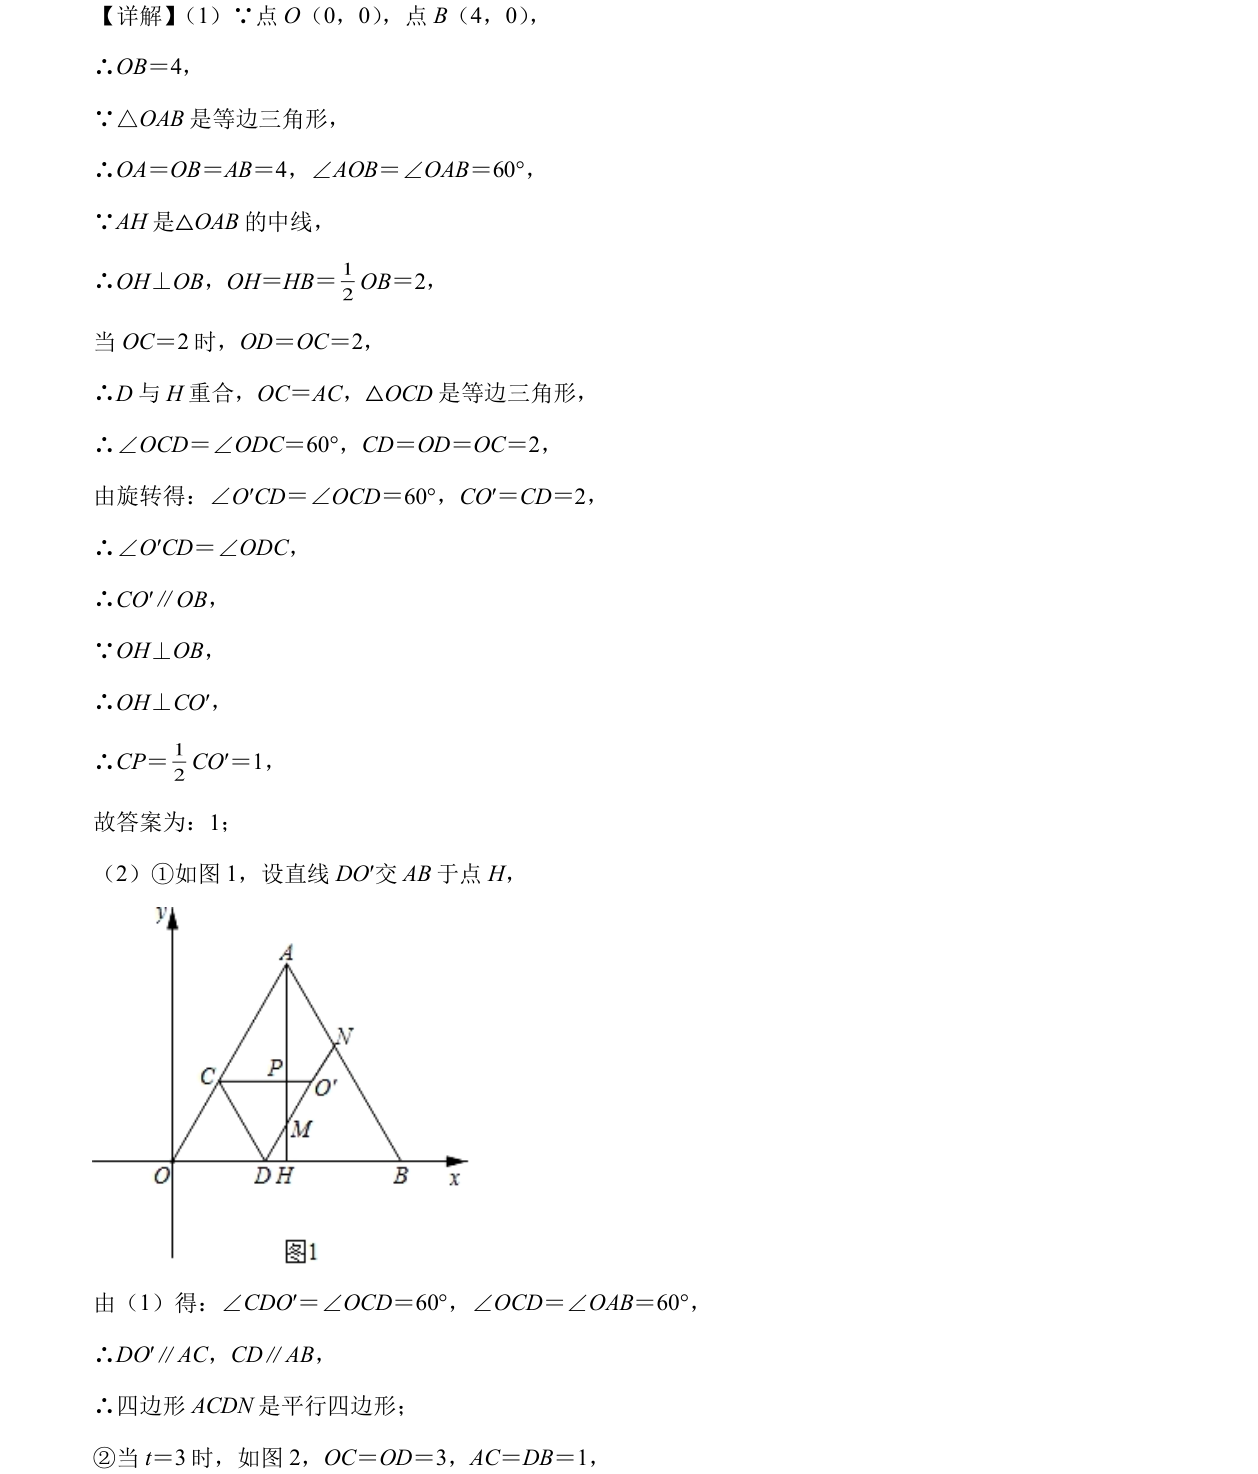 【详解】（1）∵点 O（0，0），点 B（4，0），
∴OB＝4，
∵△OAB 是等边三角形，
∴OA＝OB＝AB＝4，∠AOB＝∠OAB＝60°，
∵AH 是△OAB 的中线，
∴OH⊥OB，OH＝HB＝1/2 OB＝2，
当 OC＝2 时，OD＝OC＝2，
∴D 与 H 重合，OC＝AC，△OCD 是等边三角形，
∴∠OCD＝∠ODC＝60°，CD＝OD＝OC＝2，
由旋转得：∠O′CD＝∠OCD＝60°，CO′＝CD＝2，
∴∠O′CD＝∠ODC，
∴CO′∥OB，
∵OH⊥OB，
∴OH⊥CO′，
∴CP＝1/2 CO′＝1，
故答案为：1；
（2）①如图 1，设直线 DO′交 AB 于点 H，
y
A
N
C P O′
M
O D H B x
图1
由（1）得：∠CDO′＝∠OCD＝60°，∠OCD＝∠OAB＝60°，
∴DO′∥AC，CD∥AB，
∴四边形 ACDN 是平行四边形；
②当 t＝3 时，如图 2，OC＝OD＝3，AC＝DB＝1，